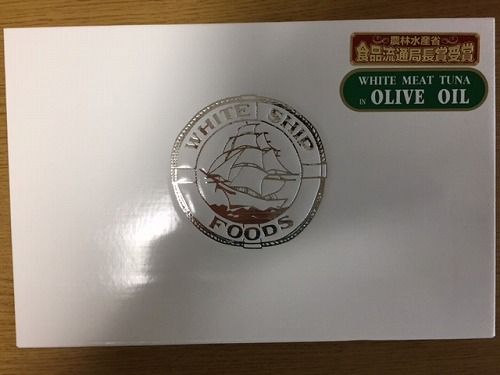 農林水産省
食品流通局長賞受賞
WHITE MEAT TUNA
IN OLIVE OIL
WHITE SHIP
FOODS